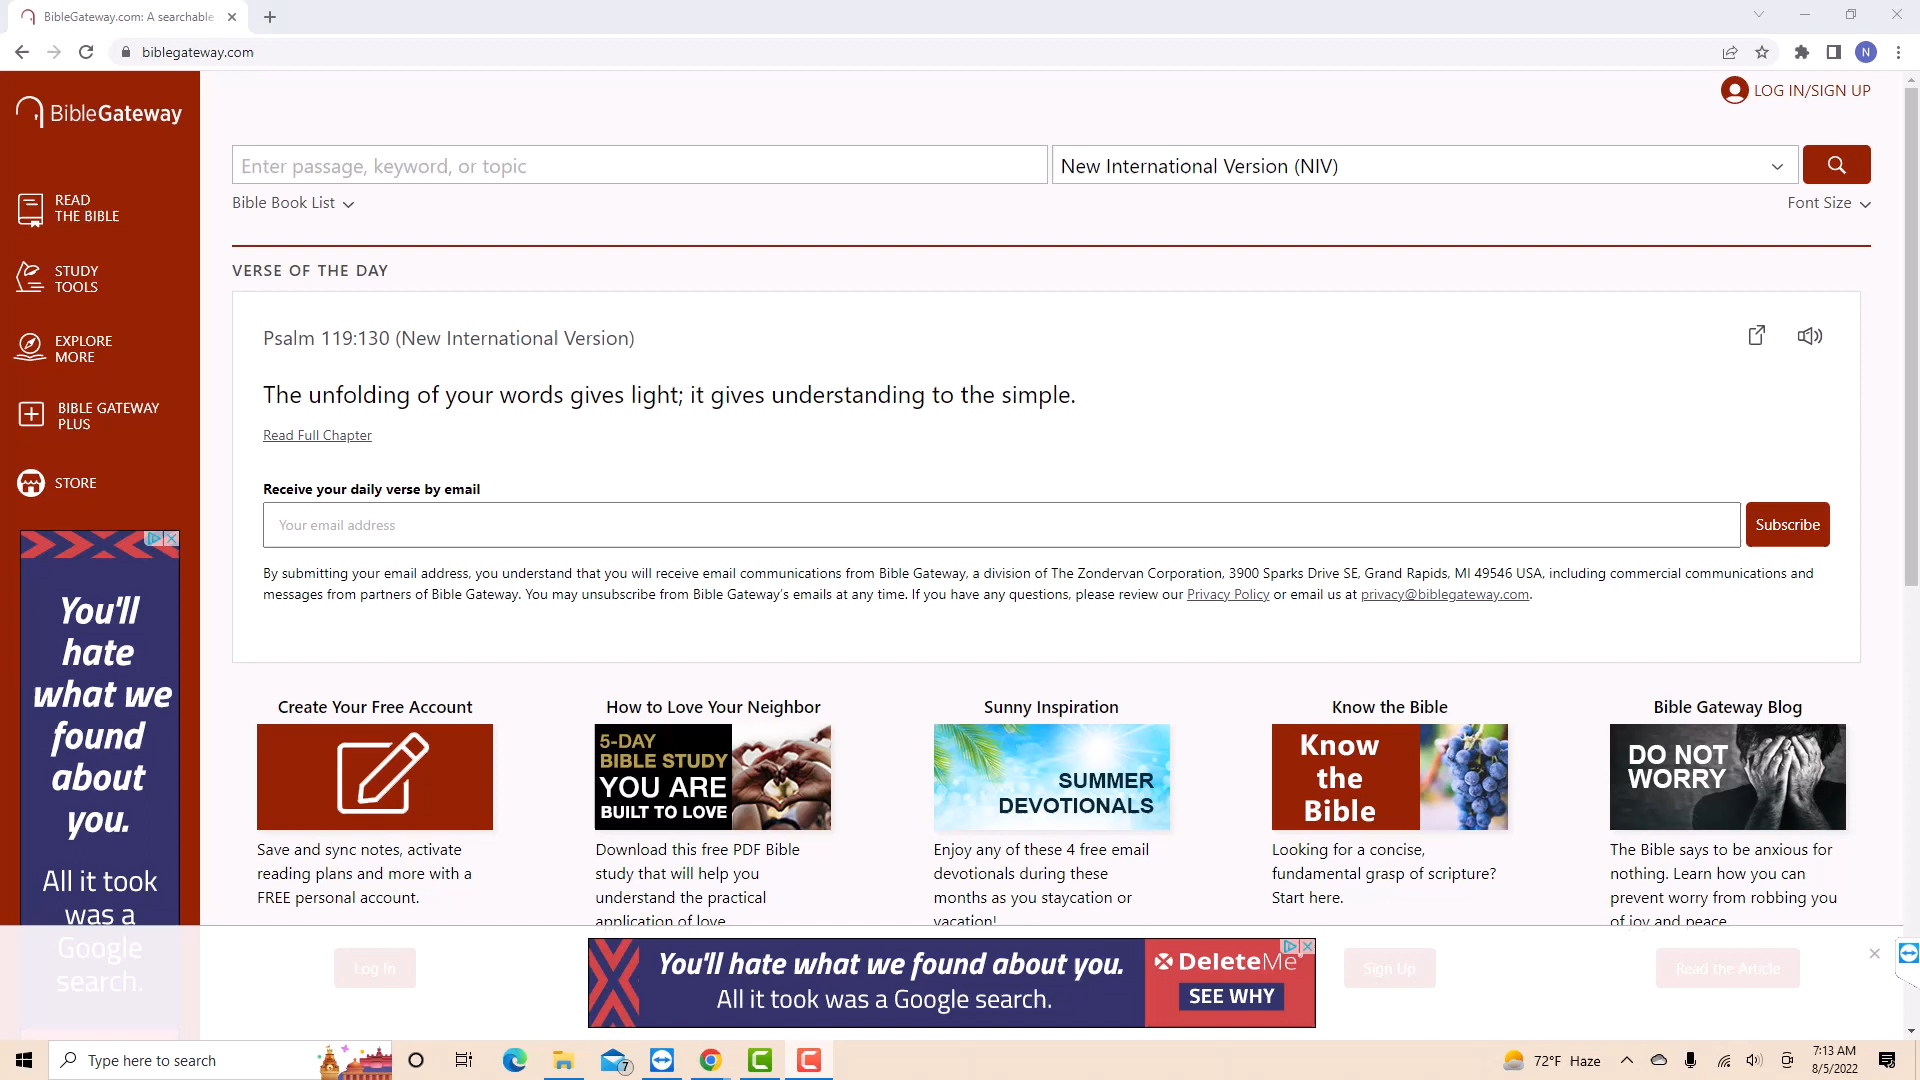 BibleGateway.com: A searchable
biblegateway.com
N
BibleGateway
LOG IN/SIGN UP
Enter passage, keyword, or topic
New International Version (NIV)
Bible Book List
Font Size
READ
THE BIBLE
STUDY
TOOLS
EXPLORE
MORE
BIBLE GATEWAY
PLUS
STORE
VERSE OF THE DAY
Psalm 119:130 (New International Version)
The unfolding of your words gives light; it gives understanding to the simple.
Read Full Chapter
Receive your daily verse by email
Your email address
Subscribe
By submitting your email address, you understand that you will receive email communications from Bible Gateway, a division of The Zondervan Corporation, 3900 Sparks Drive SE, Grand Rapids, MI 49546 USA, including commercial communications and
messages from partners of Bible Gateway. You may unsubscribe from Bible Gateway's emails at any time. If you have any questions, please review our Privacy Policy or email us at privacy@biblegateway.com.
You'll
hate
what we
found
about
you.
All it took
was a
Google
search.
Create Your Free Account
Save and sync notes, activate
reading plans and more with a
FREE personal account.
Log In
How to Love Your Neighbor
5-DAY
BIBLE STUDY
YOU ARE
BUILT TO LOVE
Download this free PDF Bible
study that will help you
understand the practical
application of love
Sunny Inspiration
SUMMER
DEVOTIONALS
Enjoy any of these 4 free email
devotionals during these
months as you staycation or
vacation!
Know the Bible
Know
the
Bible
Looking for a concise,
fundamental grasp of scripture?
Start here.
Sign Up
Bible Gateway Blog
DO NOT
WORRY
The Bible says to be anxious for
nothing. Learn how you can
prevent worry from robbing you
of joy and peace
Read the Article
You'll hate what we found about you.
All it took was a Google search.
DeleteMe
SEE WHY
Type here to search
7
72°F Haze
7:13 AM
8/5/2022